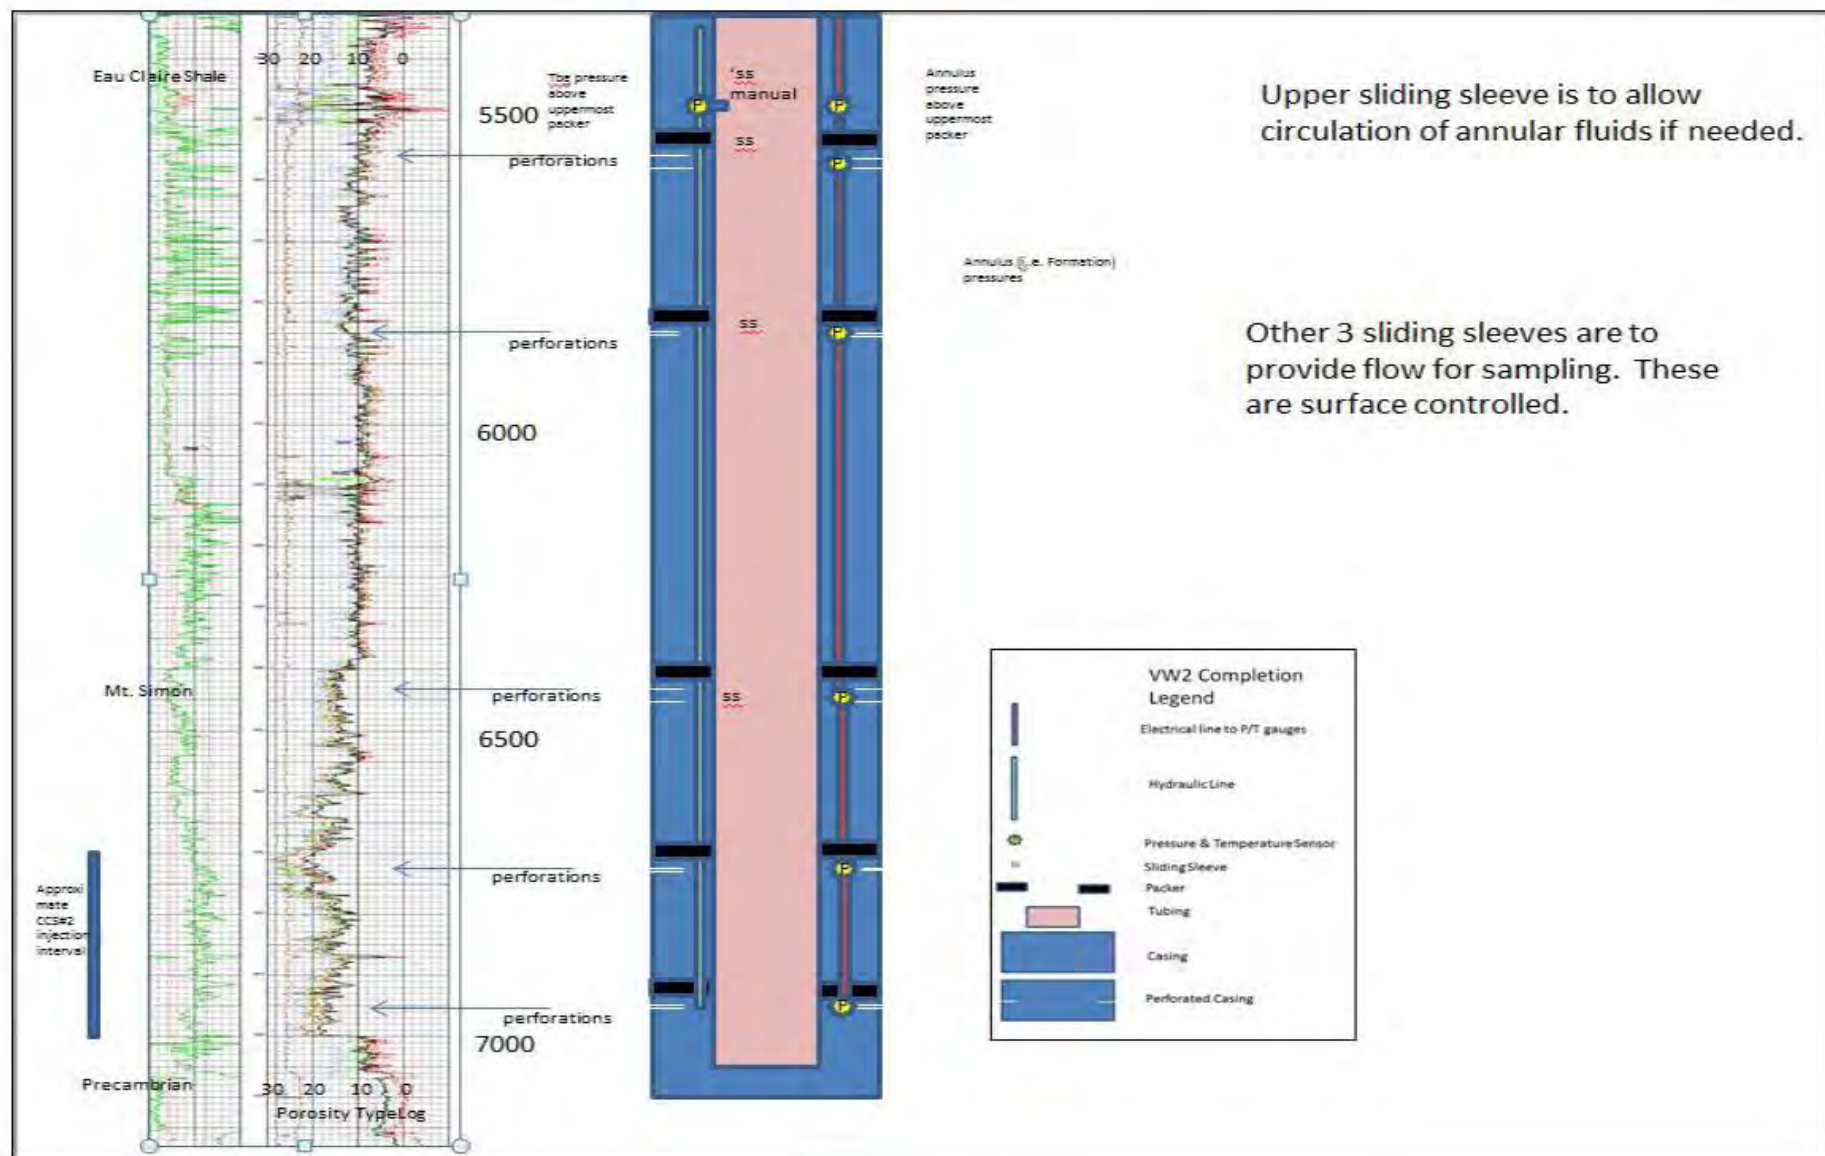 30 20 10 0
Eau Claire Shale
5500
The pressure
above
uppermost
packer
'ss
manual
P
P
Annulus
pressure
above
uppermost
packer
Upper sliding sleeve is to allow
circulation of annular fluids if needed.
ss
perforations
P
Annulus (i.e. Formation)
pressures
ss
perforations
P
Other 3 sliding sleeves are to
provide flow for sampling. These
are surface controlled.
6000
Mt. Simon
perforations
ss
P
6500
perforations
P
Approxi
mate
CCS#2
injection
interval
perforations
P
7000
Precambrian
30 20 10 0
Porosity TypeLog
VW2 Completion
Legend
Electrical line to P/T gauges
Hydraulic Line
Pressure & Temperature Sensor
Sliding Sleeve
Packer
Tubing
Casing
Perforated Casing